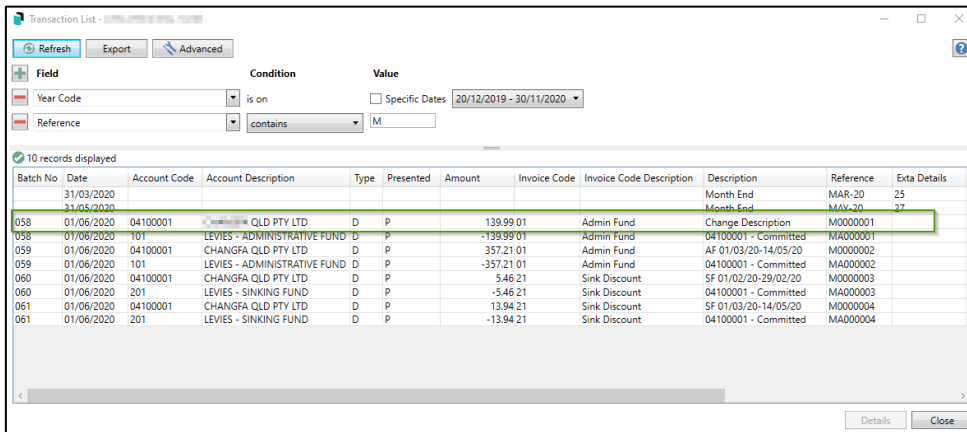 Transaction List -
Refresh Export Advanced ?
Field Condition Value
Year Code is on Specific Dates 20/12/2019 - 30/11/2020
Reference contains M
10 records displayed
Batch No Date Account Code Account Description Type Presented Amount Invoice Code Invoice Code Description Description Reference Exta Details
31/03/2020 Month End MAR-20 25
31/05/2020 Month End MAY-20 27
058 01/06/2020 04100001 QLD PTY LTD D P 139.99 01 Admin Fund Change Description M0000001
058 01/06/2020 101 LEVIES - ADMINISTRATIVE FUND D P -139.99 01 Admin Fund 04100001 - Committed MA000001
059 01/06/2020 04100001 CHANGFA QLD PTY LTD D P 357.21 01 Admin Fund AF 01/03/20-14/05/20 M0000002
059 01/06/2020 101 LEVIES - ADMINISTRATIVE FUND D P -357.21 01 Admin Fund 04100001 - Committed MA000002
060 01/06/2020 04100001 CHANGFA QLD PTY LTD D P 5.46 21 Sink Discount SF 01/02/20-29/02/20 M0000003
060 01/06/2020 201 LEVIES - SINKING FUND D P -5.46 21 Sink Discount 04100001 - Committed MA000003
061 01/06/2020 04100001 CHANGFA QLD PTY LTD D P 13.94 21 Sink Discount SF 01/03/20-14/05/20 M0000004
061 01/06/2020 201 LEVIES - SINKING FUND D P -13.94 21 Sink Discount 04100001 - Committed MA000004
Details Close